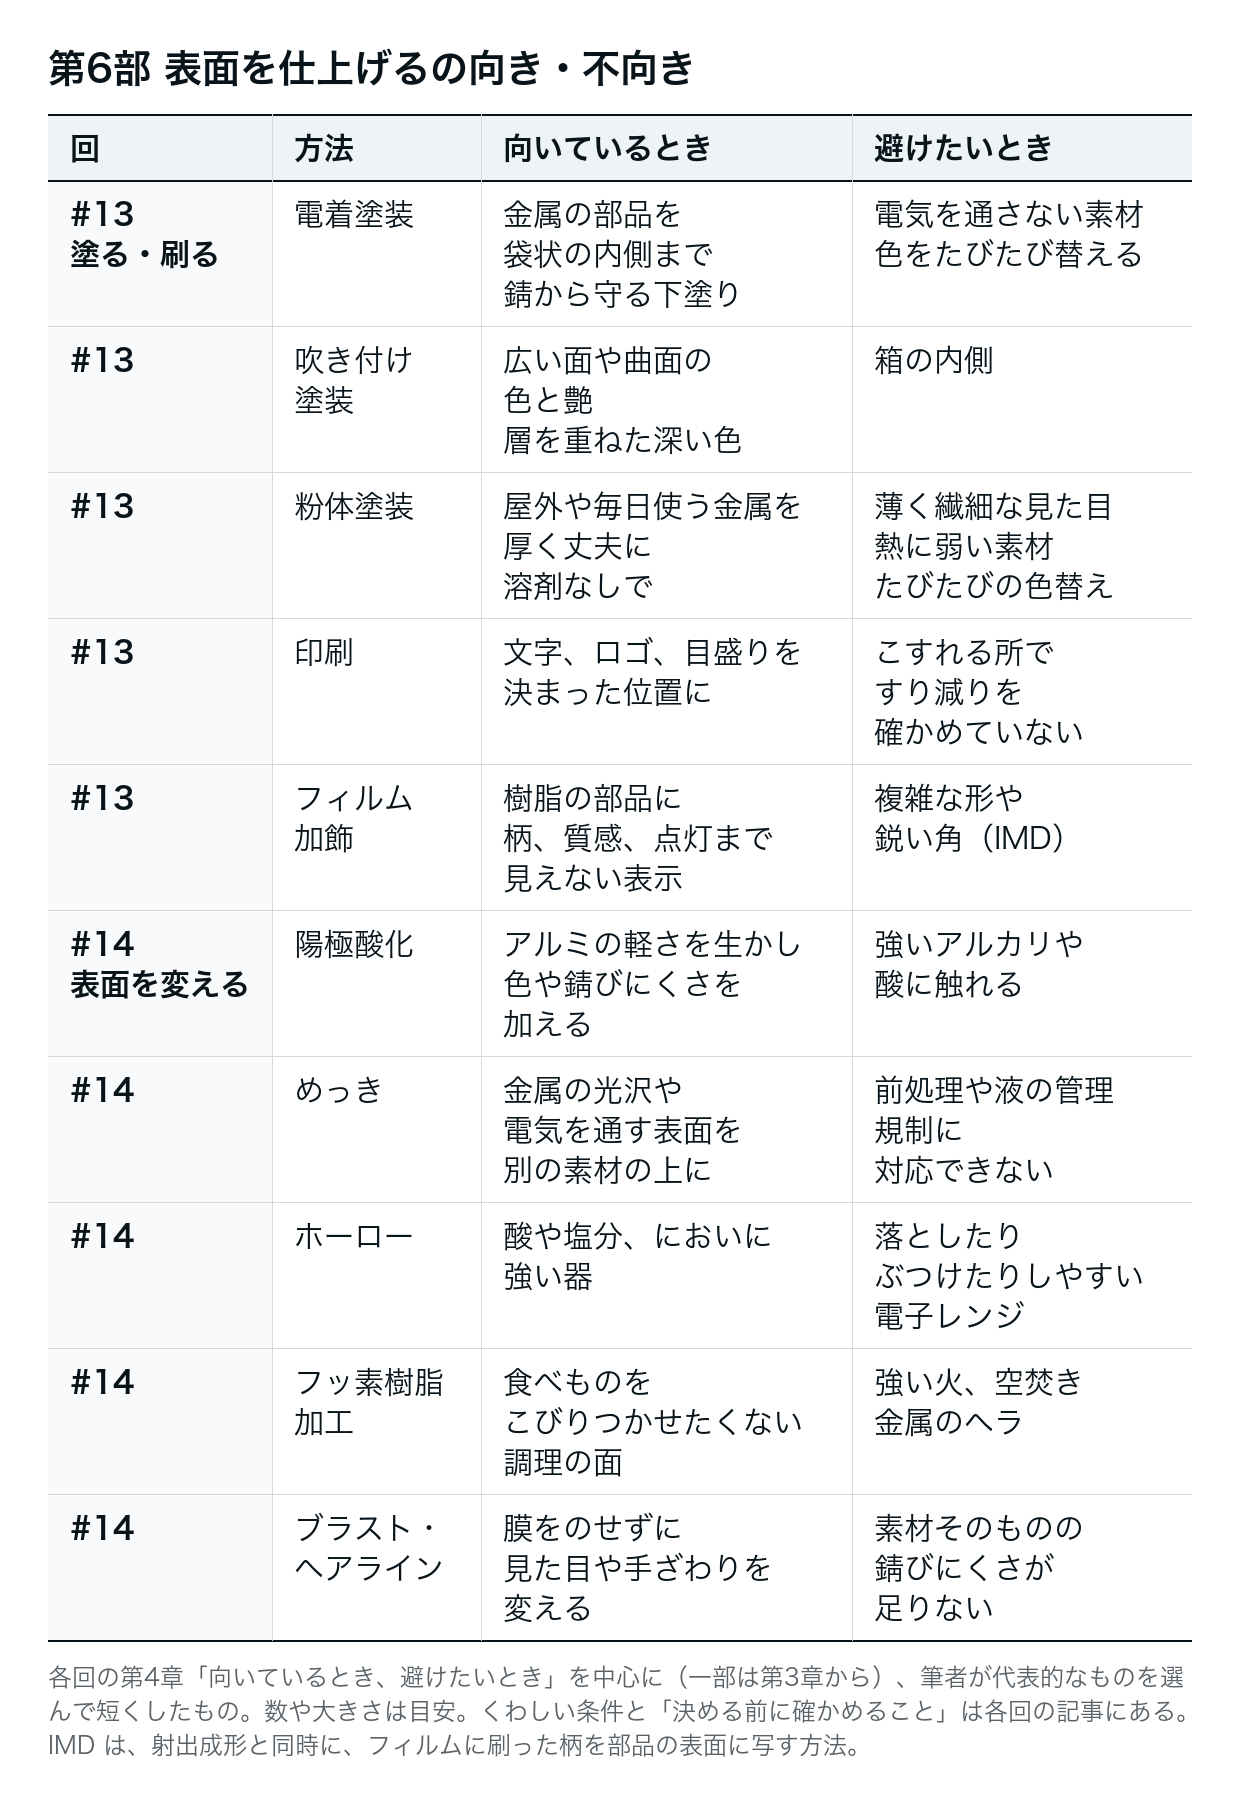 第6部 表面を仕上げるの向き・不向き
回 方法 向いているとき 避けたいとき
#13 電着塗装 金属の部品を 電気を通さない素材
塗る・刷る 袋状の内側まで 色をたびたび替える
錆から守る下塗り
#13 吹き付け 広い面や曲面の 箱の内側
塗装 色と艶
層を重ねた深い色
#13 粉体塗装 屋外や毎日使う金属を 薄く繊細な見た目
厚く丈夫に 熱に弱い素材
溶剤なしで たびたびの色替え
#13 印刷 文字、ロゴ、目盛りを こすれる所で
決まった位置に すり減りを
確かめていない
#13 フィルム 樹脂の部品に 複雑な形や
加飾 柄、質感、点灯まで 鋭い角（IMD）
見えない表示
#14 陽極酸化 アルミの軽さを生かし 強いアルカリや
表面を変える 色や錆びにくさを 酸に触れる
加える
#14 めっき 金属の光沢や 前処理や液の管理
電気を通す表面を 規制に
別の素材の上に 対応できない
#14 ホーロー 酸や塩分、においに 落としたり
強い器 ぶつけたりしやすい
電子レンジ
#14 フッ素樹脂 食べものを 強い火、空焚き
加工 こびりつかせたくない 金属のヘラ
調理の面
#14 ブラスト・ 膜をのせずに 素材そのものの
ヘアライン 見た目や手ざわりを 錆びにくさが
変える 足りない
各回の第4章「向いているとき、避けたいとき」を中心に（一部は第3章から）、筆者が代表的なものを選
んで短くしたもの。数や大きさは目安。くわしい条件と「決める前に確かめること」は各回の記事にある。
IMD は、射出成形と同時に、フィルムに刷った柄を部品の表面に写す方法。